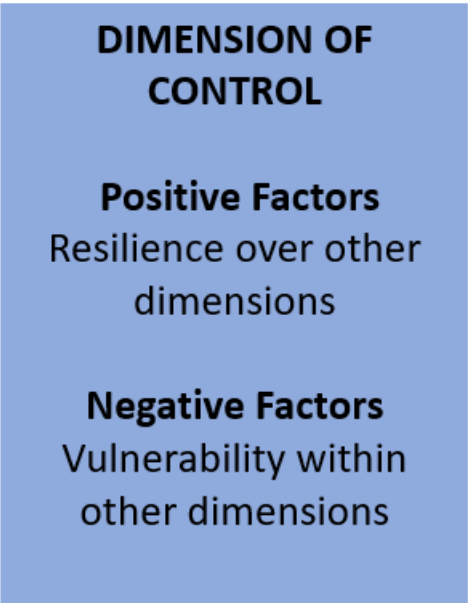 DIMENSION OF
CONTROL
Positive Factors
Resilience over other
dimensions
Negative Factors
Vulnerability within
other dimensions